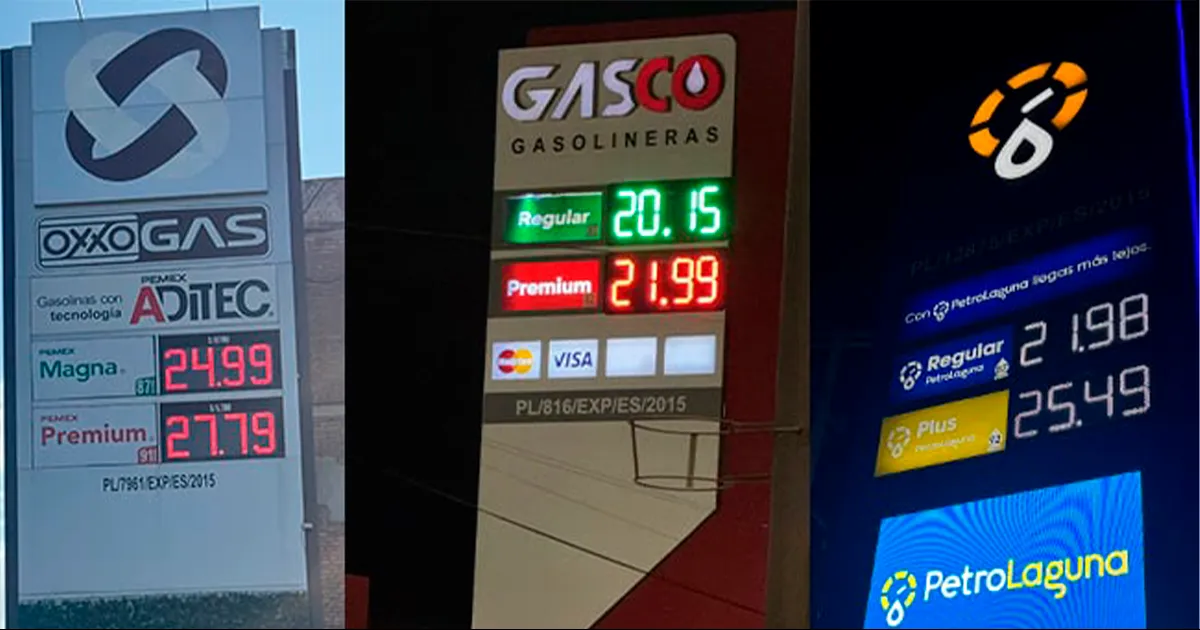 OXXO GAS
Gasolinas con
tecnología
PEMEX
ADiTEC
PEMEX
Magna
87
24.99
PEMEX
Premium
91
27.79
PL/7961/EXP/ES/2015
GASCO
GASOLINERAS
Regular
20.15
Premium
21.99
VISA
PL/816/EXP/ES/2015
Con PetroLaguna llegas más lejos.
Regular
PetroLaguna
21.98
Plus
PetroLaguna
25.49
PetroLaguna